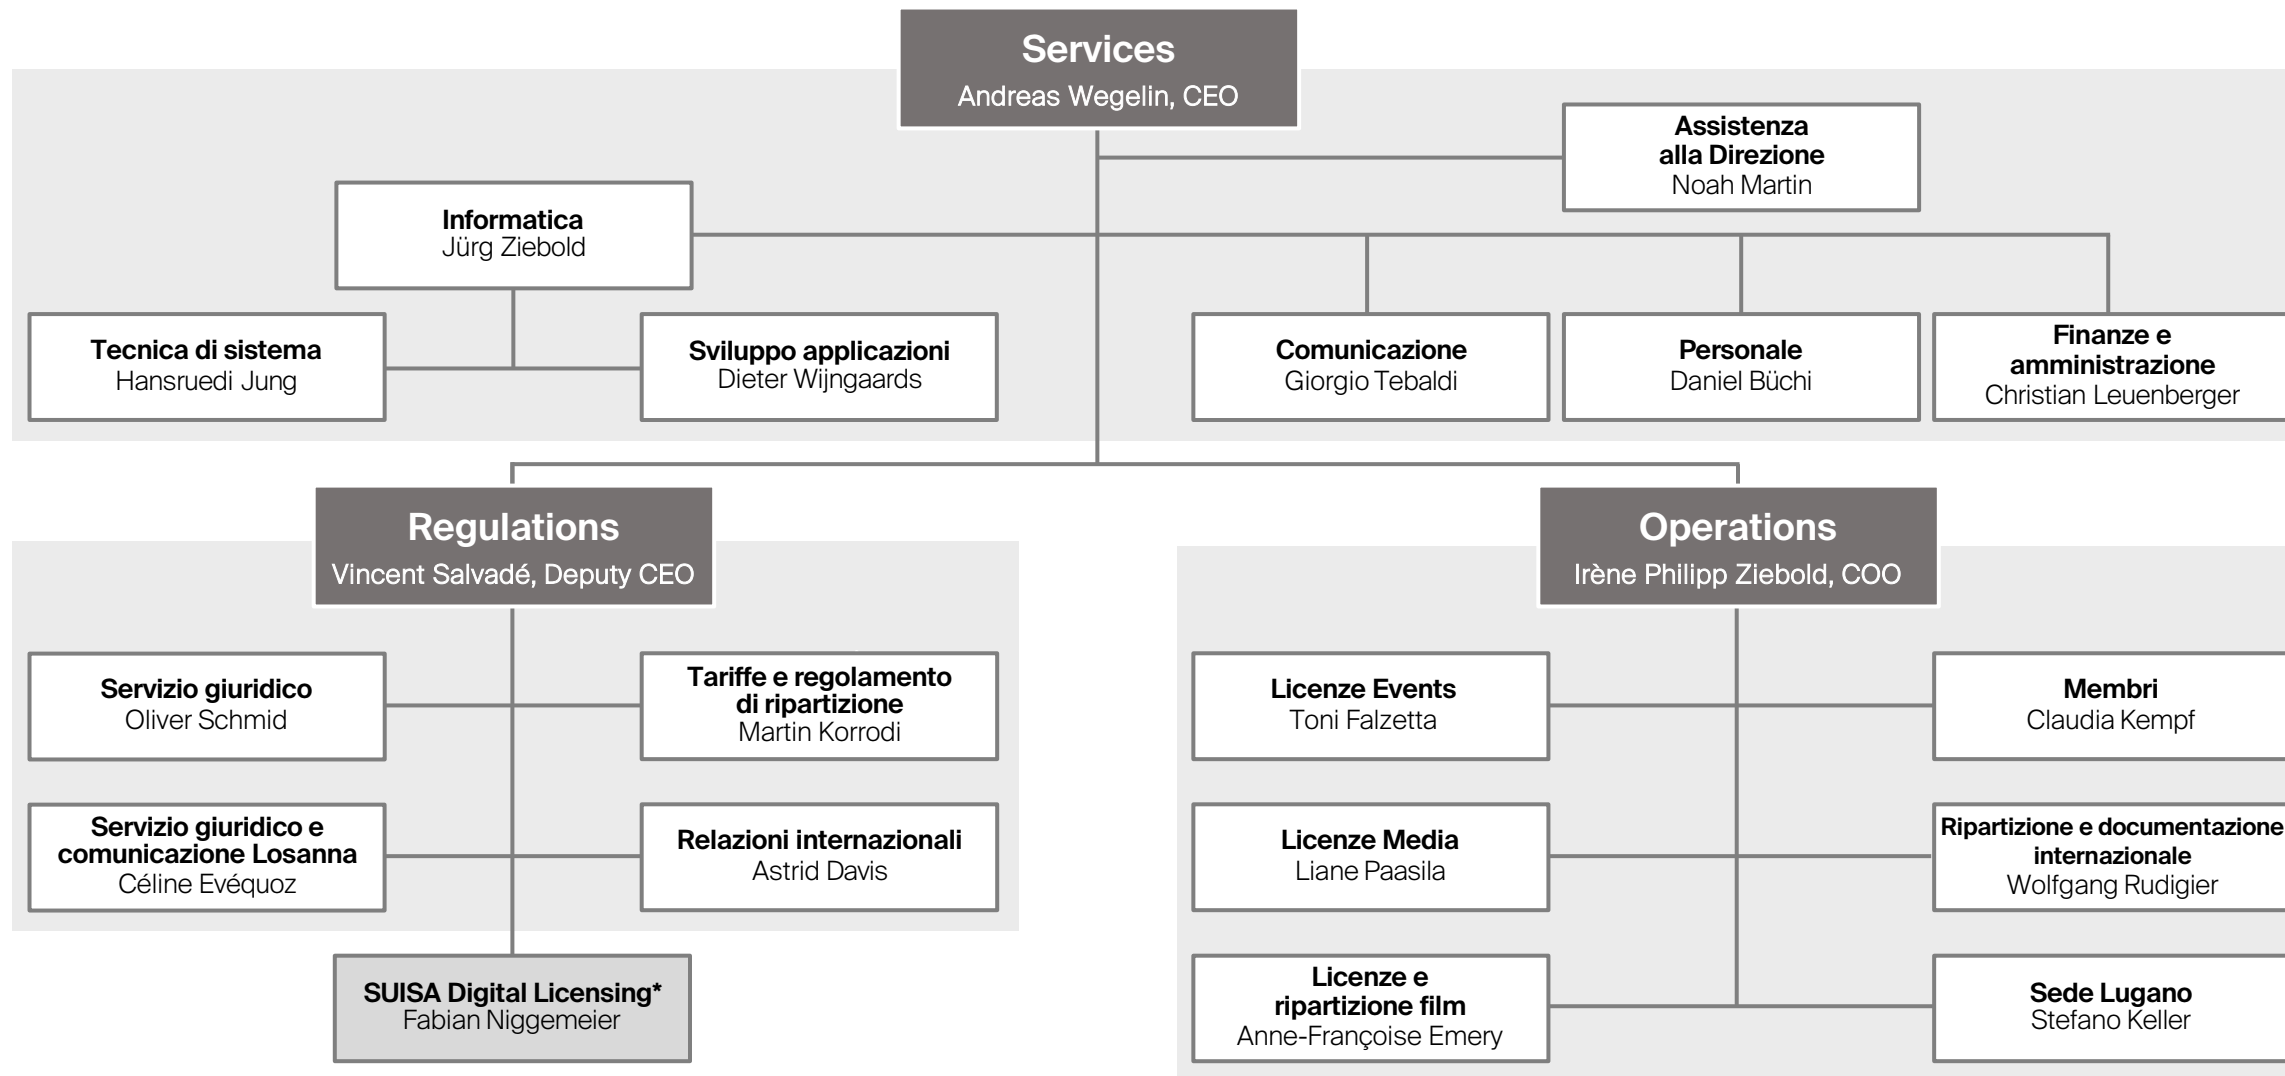 Services
Andreas Wegelin, CEO
Assistenza
alla Direzione
Noah Martin
Informatica
Jürg Ziebold
Tecnica di sistema
Hansruedi Jung
Sviluppo applicazioni
Dieter Wijngaards
Comunicazione
Giorgio Tebaldi
Personale
Daniel Büchi
Finanze e
amministrazione
Christian Leuenberger
Regulations
Vincent Salvadé, Deputy CEO
Servizio giuridico
Oliver Schmid
Tariffe e regolamento
di ripartizione
Martin Korrodi
Servizio giuridico e
comunicazione Losanna
Céline Evéquoz
Relazioni internazionali
Astrid Davis
SUISA Digital Licensing*
Fabian Niggemeier
Operations
Irène Philipp Ziebold, COO
Licenze Events
Toni Falzetta
Membri
Claudia Kempf
Licenze Media
Liane Paasila
Ripartizione e documentazione
internazionale
Wolfgang Rudigier
Licenze e
ripartizione film
Anne-Françoise Emery
Sede Lugano
Stefano Keller